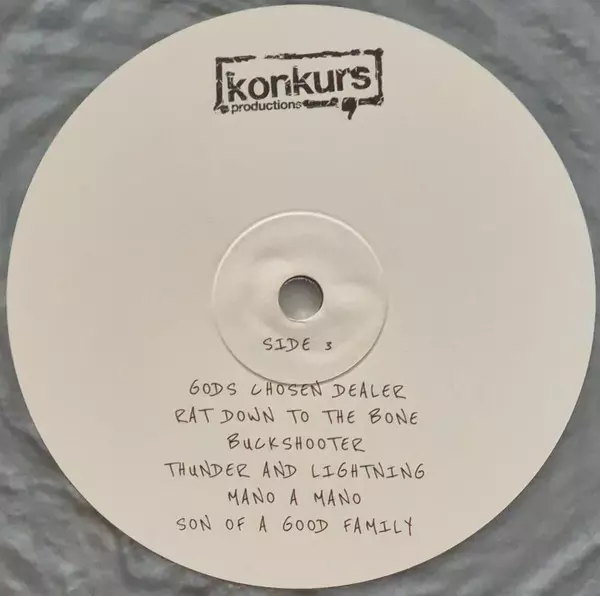 konkurs
productions
SIDE 3
GODS CHOSEN DEALER
RAT DOWN TO THE BONE
BUCKSHOOTER
THUNDER AND LIGHTNING
MANO A MANO
SON OF A GOOD FAMILY